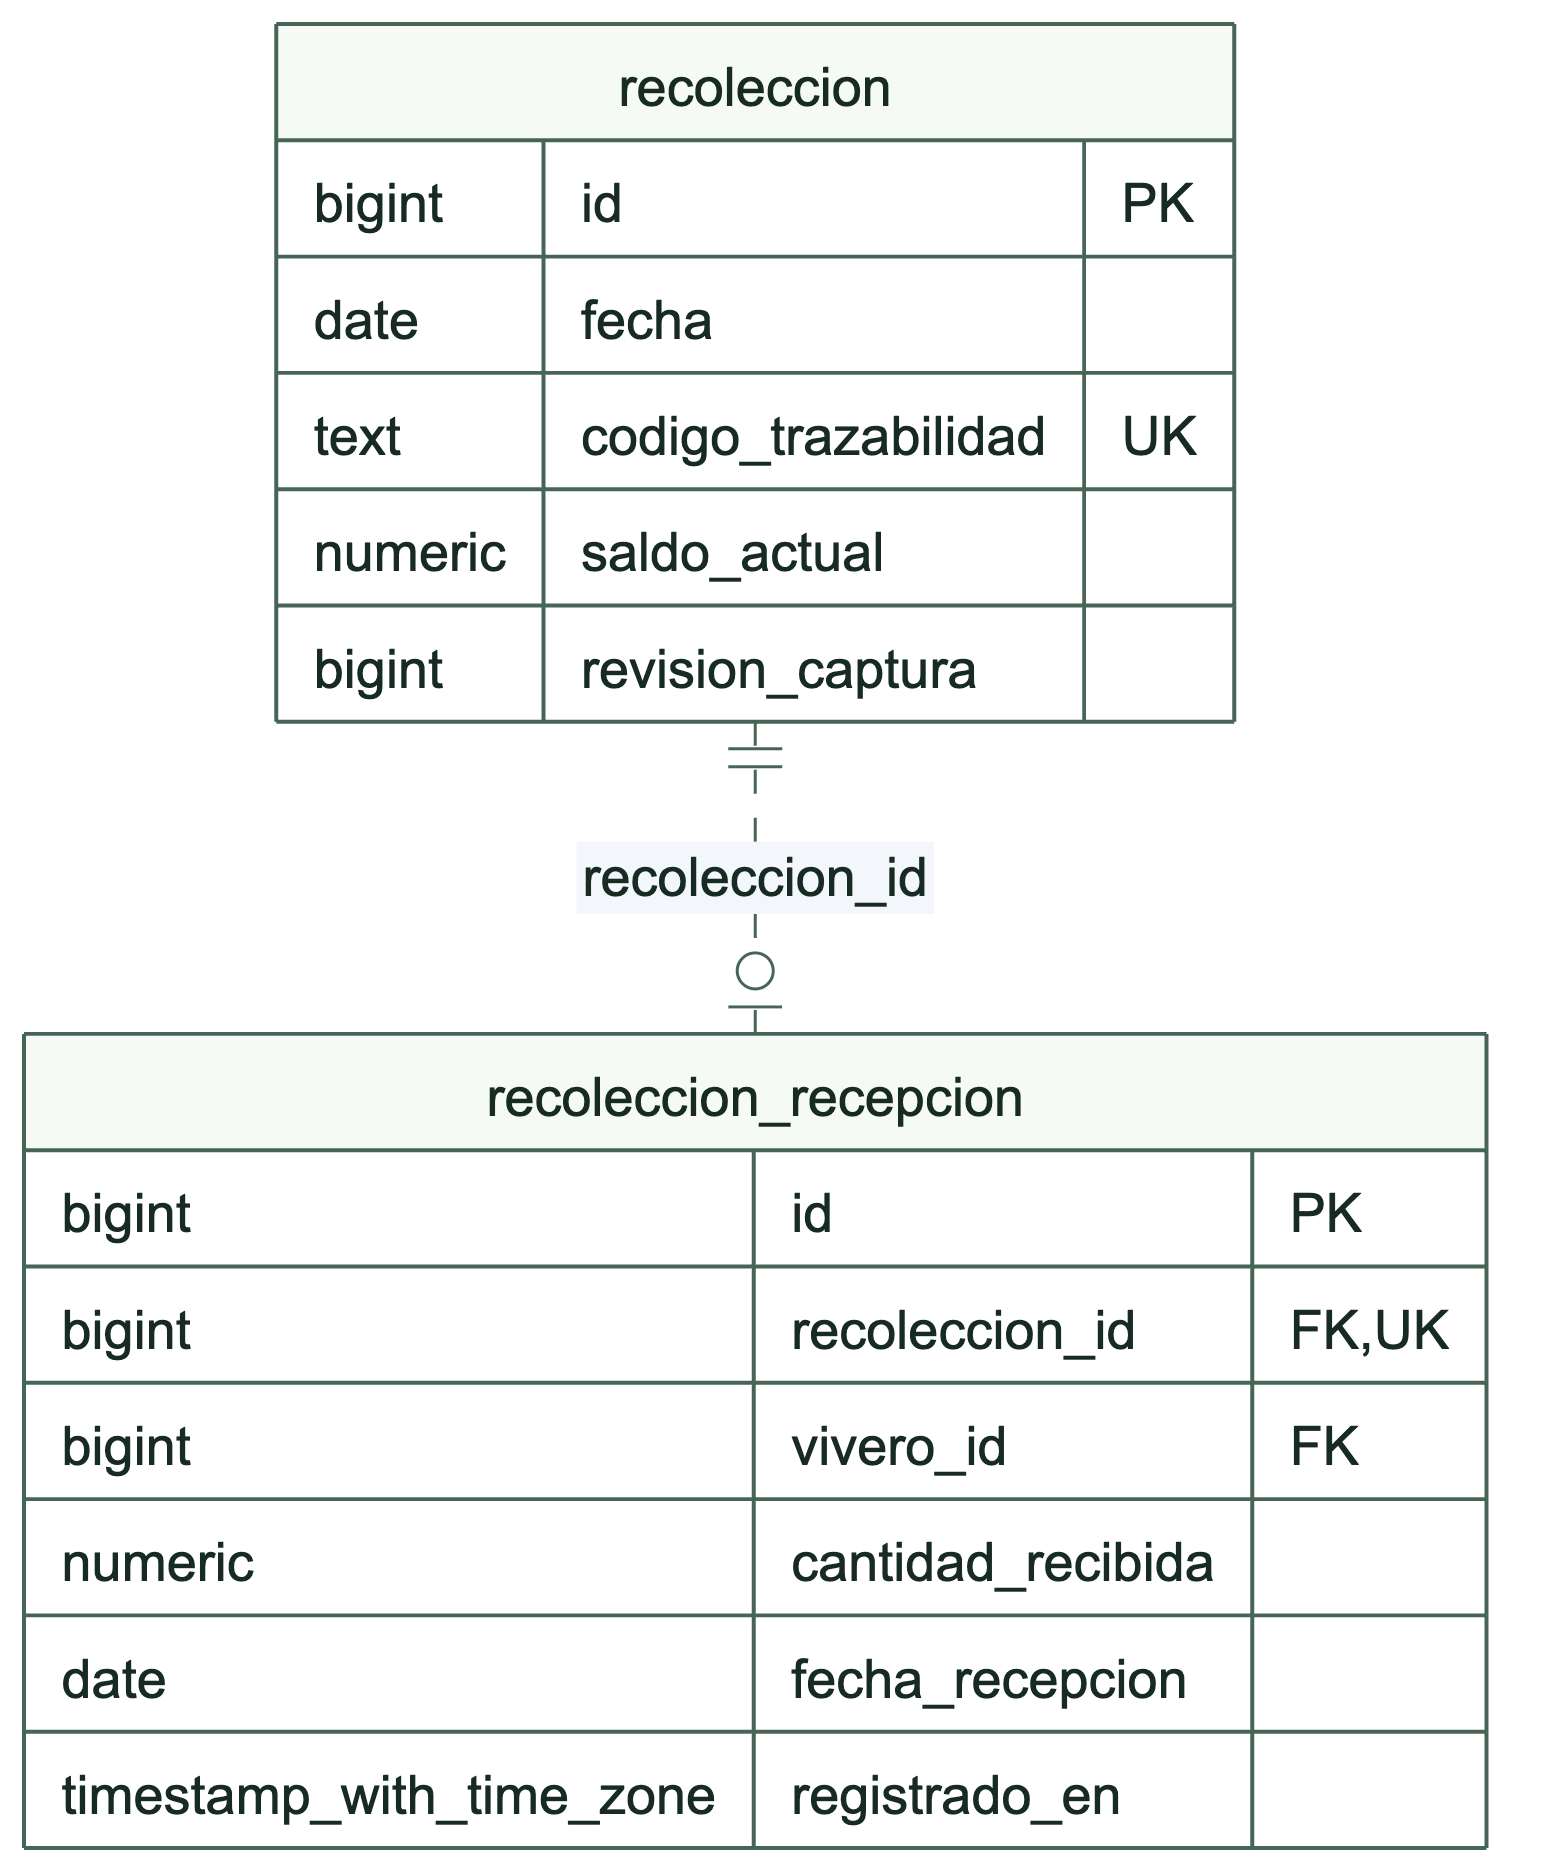 recoleccion
bigint id PK
date fecha
text codigo_trazabilidad UK
numeric saldo_actual
bigint revision_captura
recoleccion_id
recoleccion_recepcion
bigint id PK
bigint recoleccion_id FK,UK
bigint vivero_id FK
numeric cantidad_recibida
date fecha_recepcion
timestamp_with_time_zone registrado_en